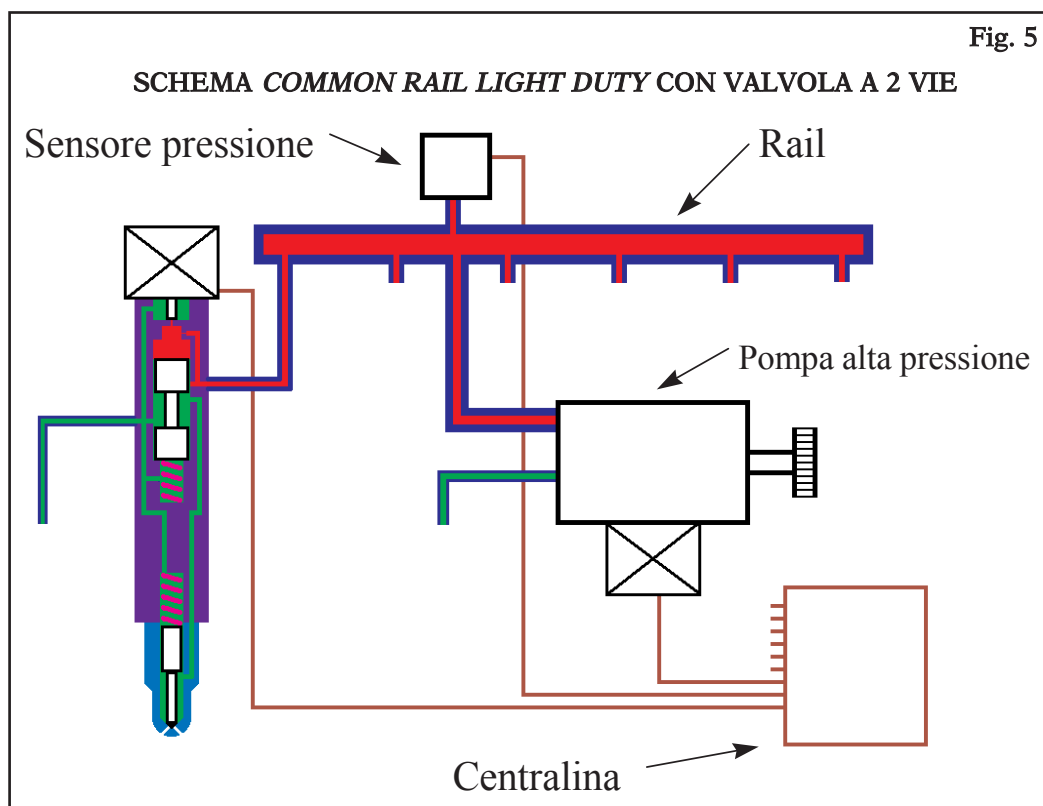 Fig. 5
SCHEMA COMMON RAIL LIGHT DUTY CON VALVOLA A 2 VIE
Sensore pressione
Rail
Pompa alta pressione
Centralina